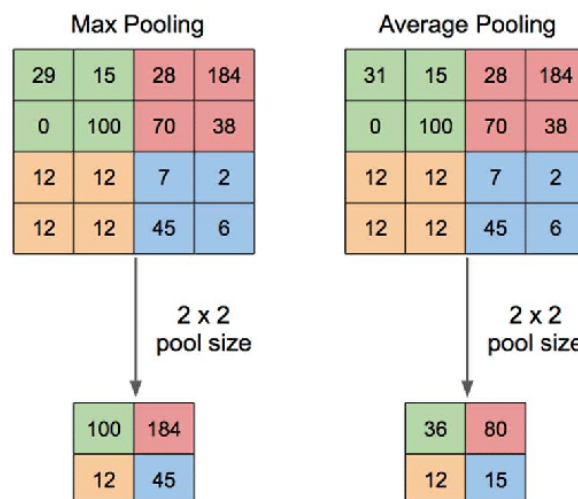 Max Pooling
29 15 28 184
0 100 70 38
12 12 7 2
12 12 45 6
2 x 2
pool size
100 184
12 45
Average Pooling
31 15 28 184
0 100 70 38
12 12 7 2
12 12 45 6
2 x 2
pool size
36 80
12 15